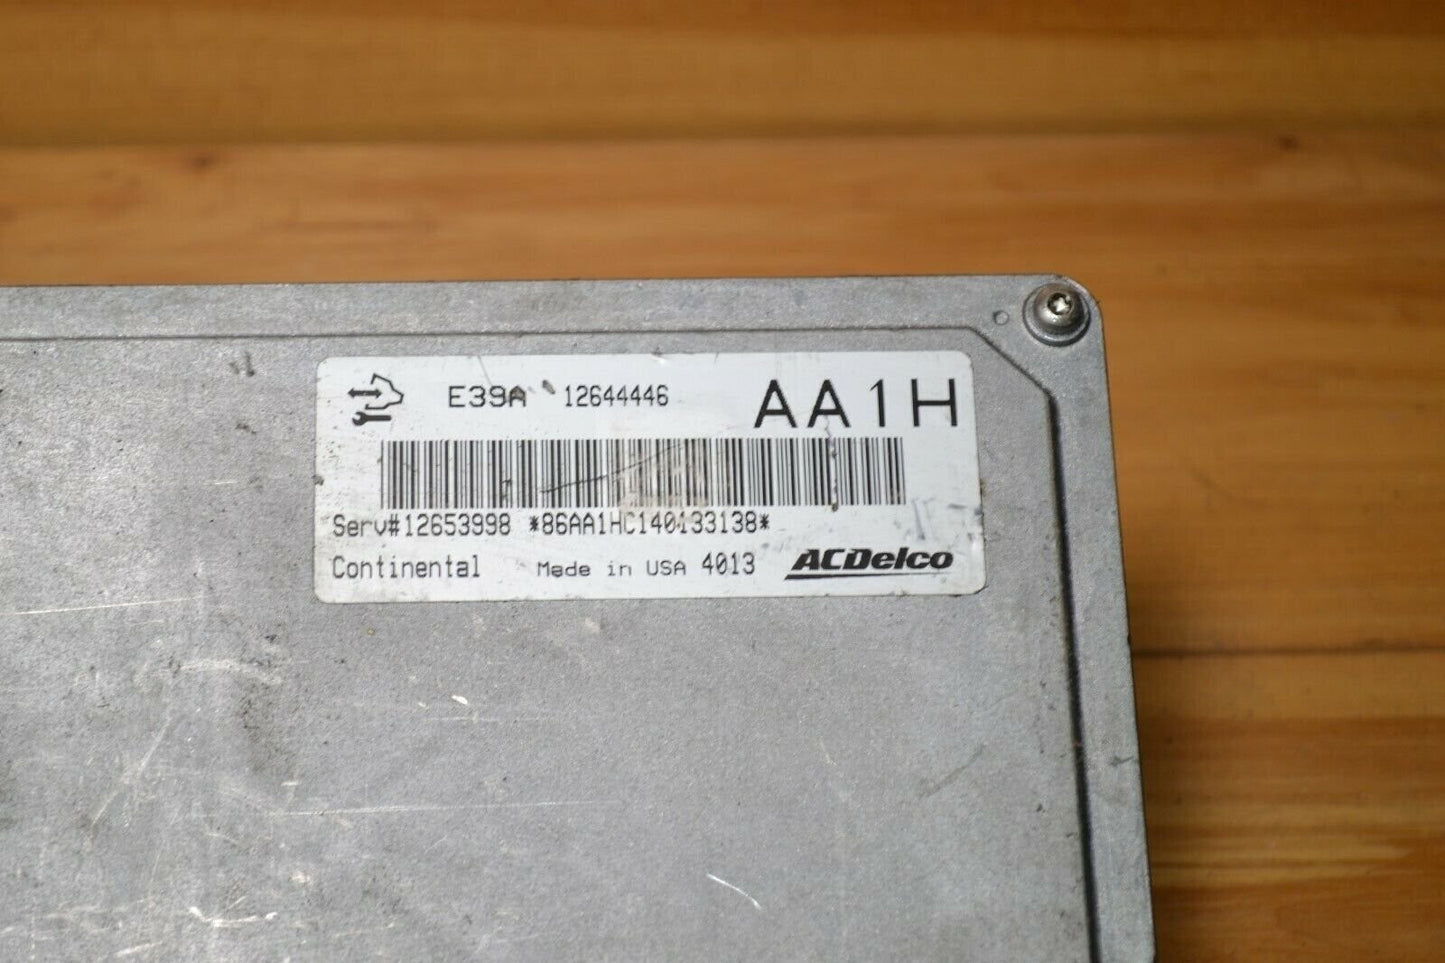 E39A 12644446 AA1H
Serv#12653998 *86AA1HC140133138*
Continental Made in USA 4013 ACDelco